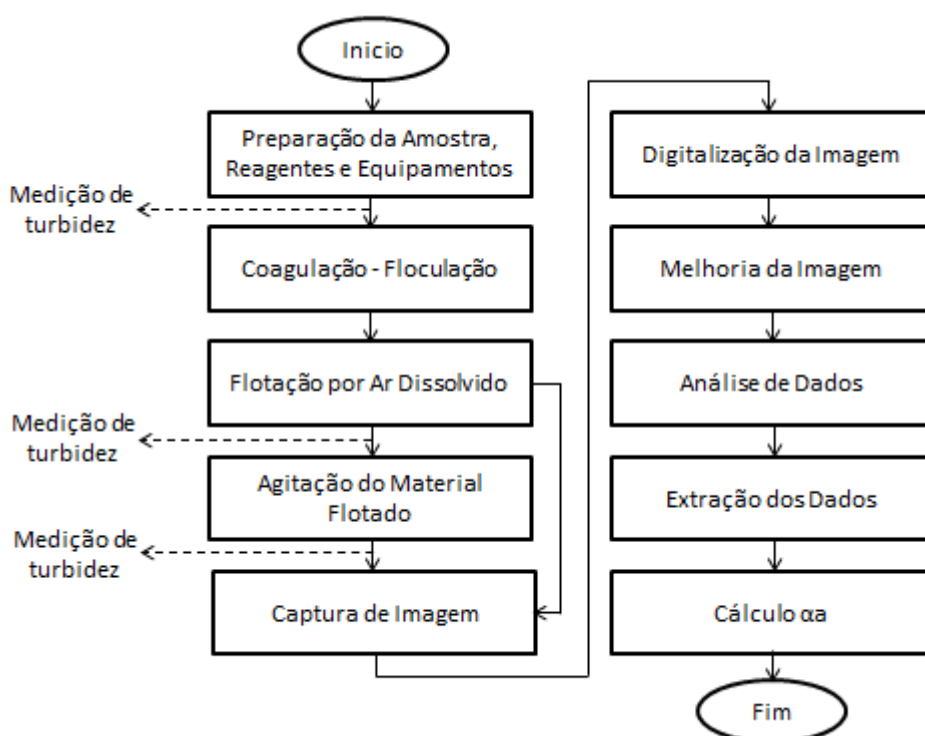 Inicio
Preparação da Amostra,
Reagentes e Equipamentos
Medição de
turbidez
Coagulação - Floculação
Flotação por Ar Dissolvido
Medição de
turbidez
Agitação do Material
Flotado
Medição de
turbidez
Captura de Imagem
Digitalização da Imagem
Melhoria da Imagem
Análise de Dados
Extração dos Dados
Cálculo αa
Fim